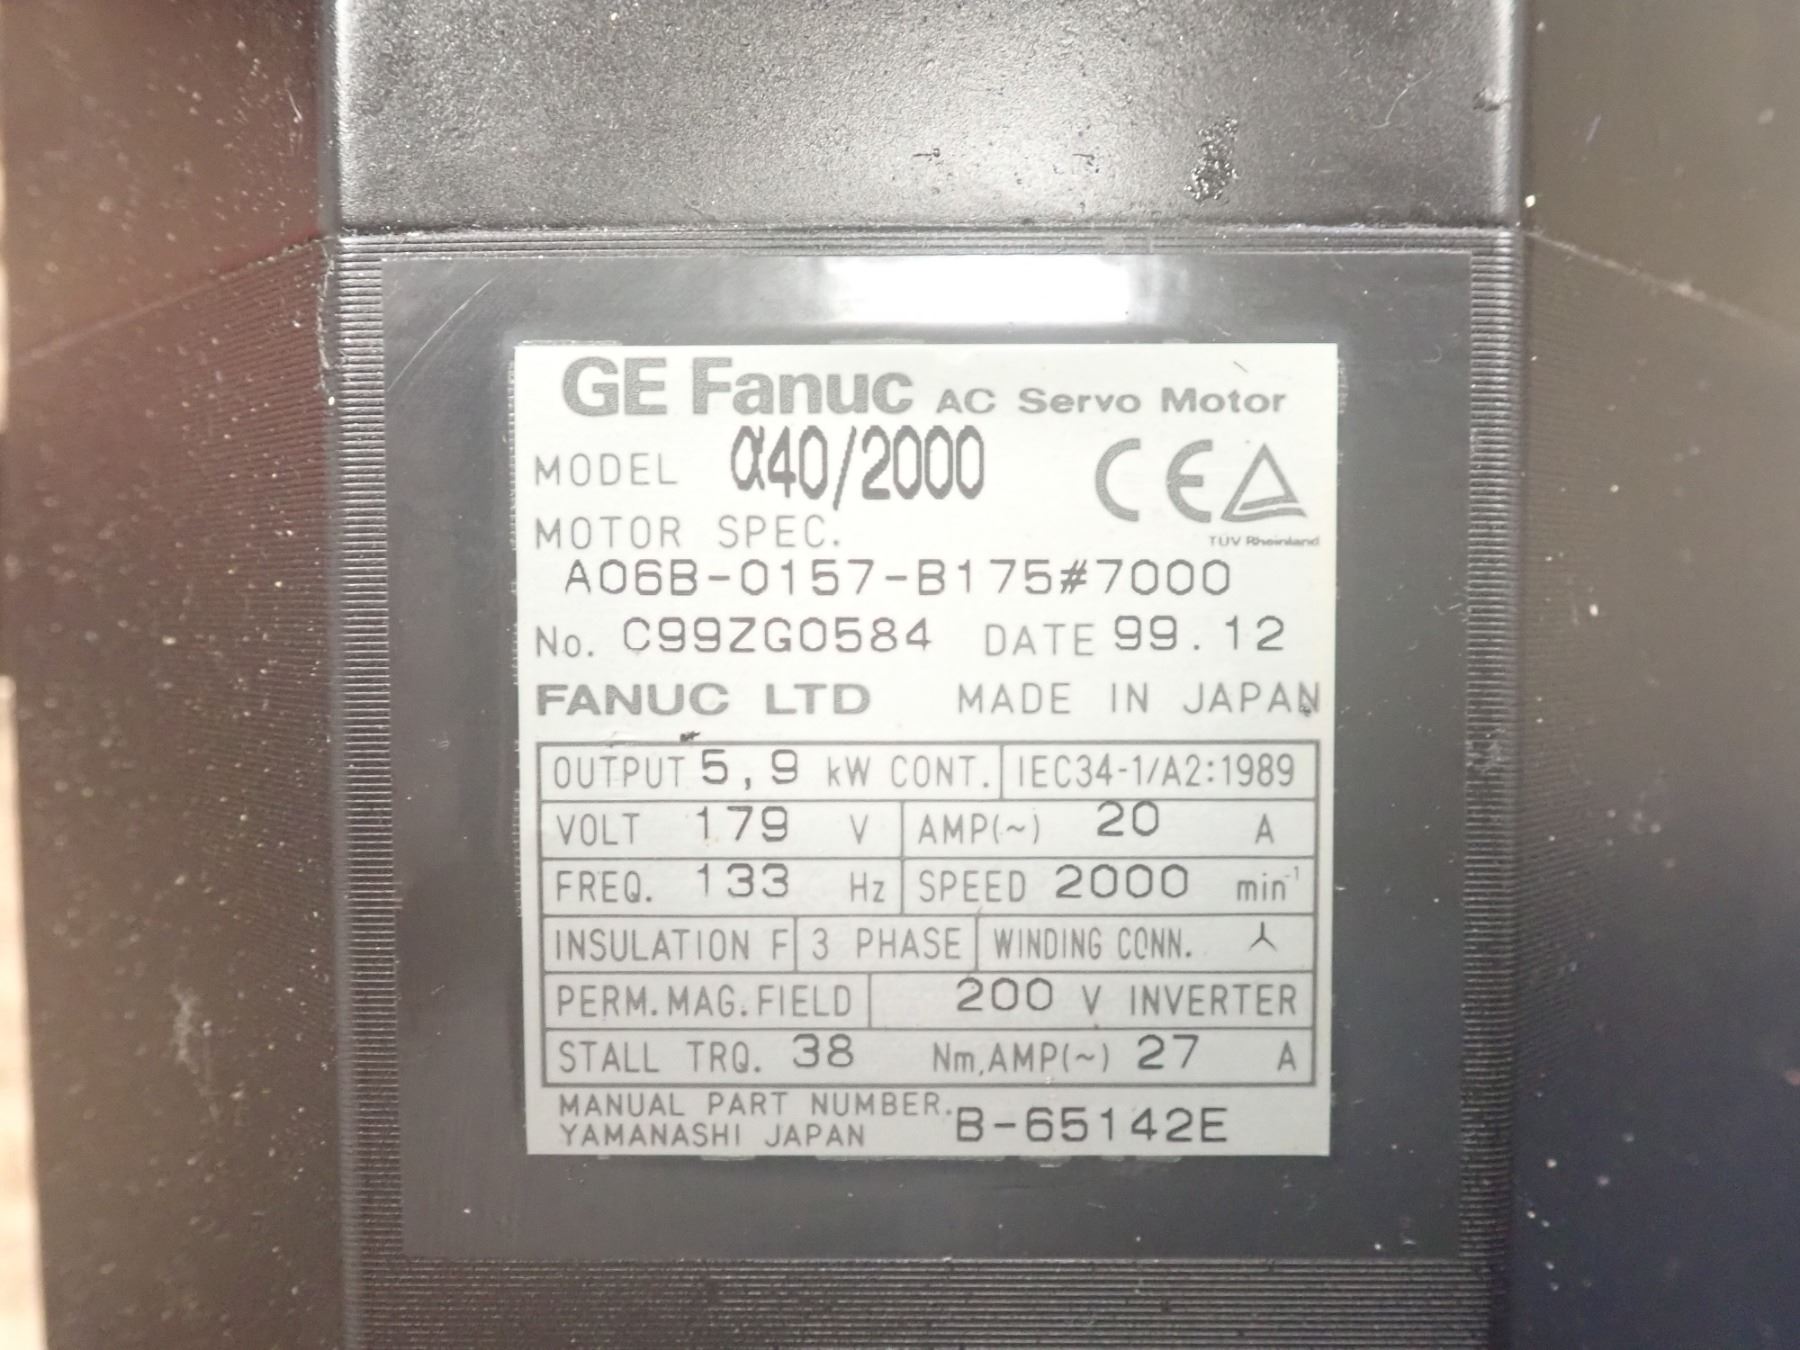 GE Fanuc AC Servo Motor
MODEL α40/2000 CE
TÜV Rheinland
MOTOR SPEC.
A06B-0157-B175#7000
No. C99ZG0584 DATE 99.12
FANUC LTD MADE IN JAPAN
OUTPUT 5,9 kW CONT. IEC34-1/A2:1989
VOLT 179 V AMP(~) 20 A
FREQ. 133 Hz SPEED 2000 min⁻¹
INSULATION F 3 PHASE WINDING CONN.
PERM.MAG.FIELD 200 V INVERTER
STALL TRQ. 38 Nm,AMP(~) 27 A
MANUAL PART NUMBER. B-65142E
YAMANASHI JAPAN